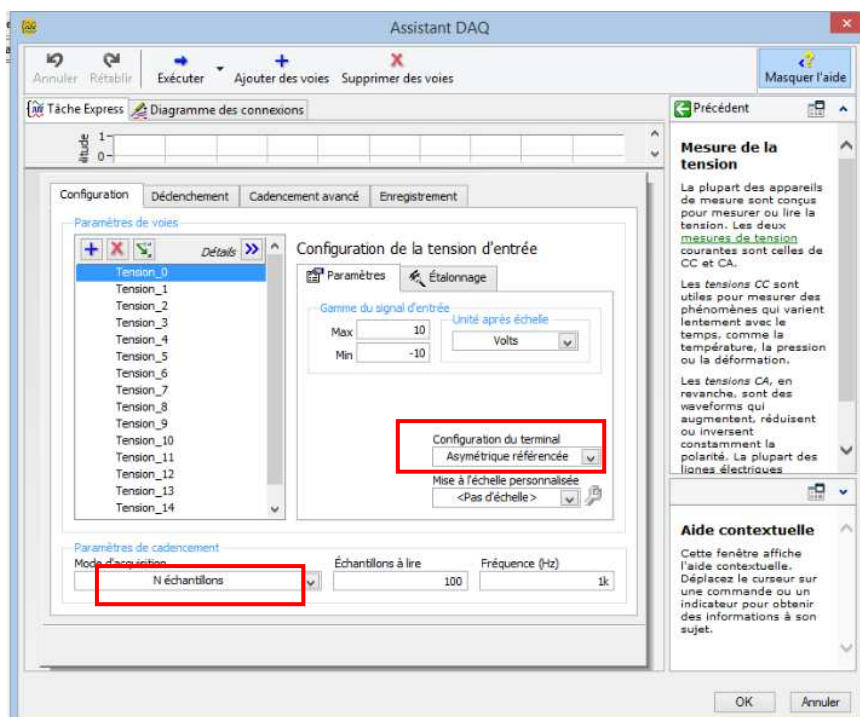 Assistant DAQ
Annuler Rétablir Exécuter Ajouter des voies Supprimer des voies Masquer l'aide
Tâche Express Diagramme des connexions
1
0
Configuration Déclenchement Cadencement avancé Enregistrement
Paramètres de voies
Détails
Tension_0
Tension_1
Tension_2
Tension_3
Tension_4
Tension_5
Tension_6
Tension_7
Tension_8
Tension_9
Tension_10
Tension_11
Tension_12
Tension_13
Tension_14
Configuration de la tension d'entrée
Paramètres Étalonnage
Gamme du signal d'entrée
Max 10
Min -10
Unité après échelle
Volts
Configuration du terminal
Asymétrique référencée
Mise à l'échelle personnalisée
<Pas d'échelle>
Paramètres de cadencement
Mode d'acquisition Échantillons à lire Fréquence (Hz)
N échantillons 100 1k
Précédent
Mesure de la
tension
La plupart des appareils
de mesure sont conçus
pour mesurer ou lire la
tension. Les deux
mesures de tension
courantes sont celles de
CC et CA.
Les tensions CC sont
utiles pour mesurer des
phénomènes qui varient
lentement avec le
temps, comme la
température, la pression
ou la déformation.
Les tensions CA, en
revanche, sont des
waveforms qui
augmentent, réduisent
ou inversent
constamment la
polarité. La plupart des
lignes électriques
Aide contextuelle
Cette fenêtre affiche
l'aide contextuelle.
Déplacez le curseur sur
une commande ou un
indicateur pour obtenir
des informations à son
sujet.
OK Annuler